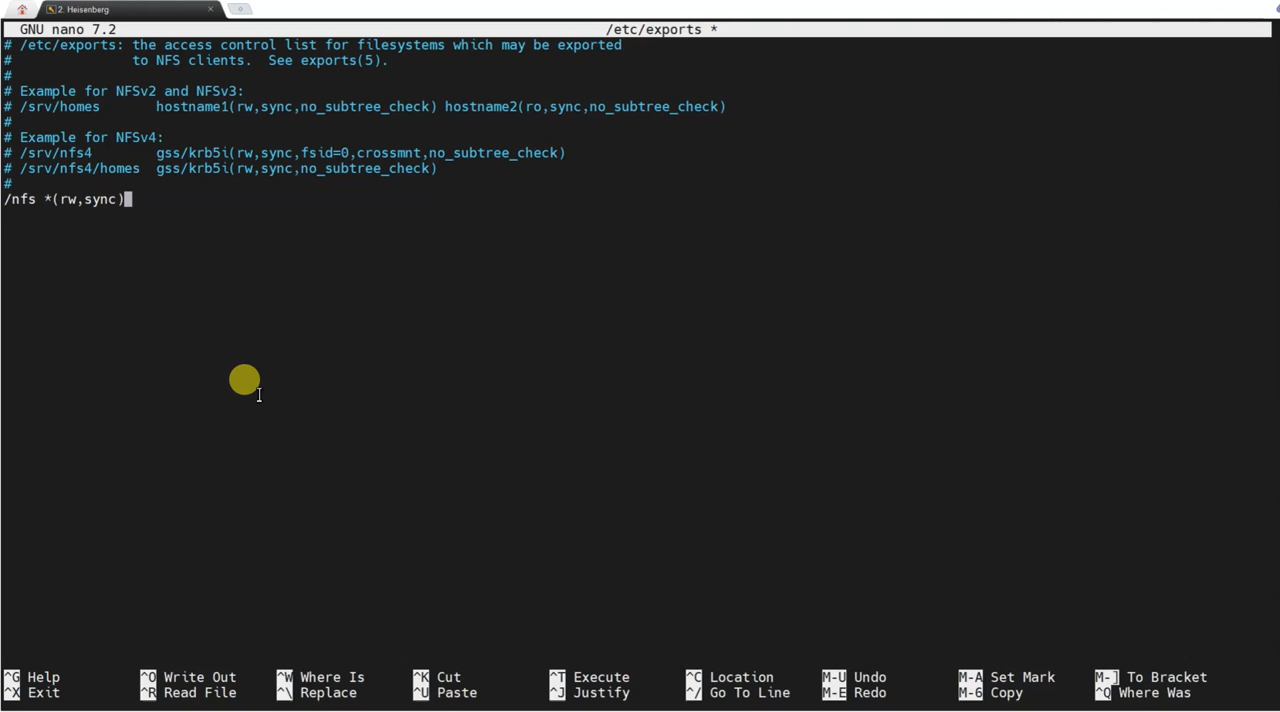 2. Heisenberg
GNU nano 7.2 /etc/exports *
# /etc/exports: the access control list for filesystems which may be exported
#               to NFS clients.  See exports(5).
#
# Example for NFSv2 and NFSv3:
# /srv/homes       hostname1(rw,sync,no_subtree_check) hostname2(ro,sync,no_subtree_check)
#
# Example for NFSv4:
# /srv/nfs4        gss/krb5i(rw,sync,fsid=0,crossmnt,no_subtree_check)
# /srv/nfs4/homes  gss/krb5i(rw,sync,no_subtree_check)
#
/nfs *(rw,sync)
^G Help ^O Write Out ^W Where Is ^K Cut ^T Execute ^C Location M-U Undo M-A Set Mark M-] To Bracket
^X Exit ^R Read File ^\ Replace ^U Paste ^J Justify ^/ Go To Line M-E Redo M-6 Copy ^Q Where Was